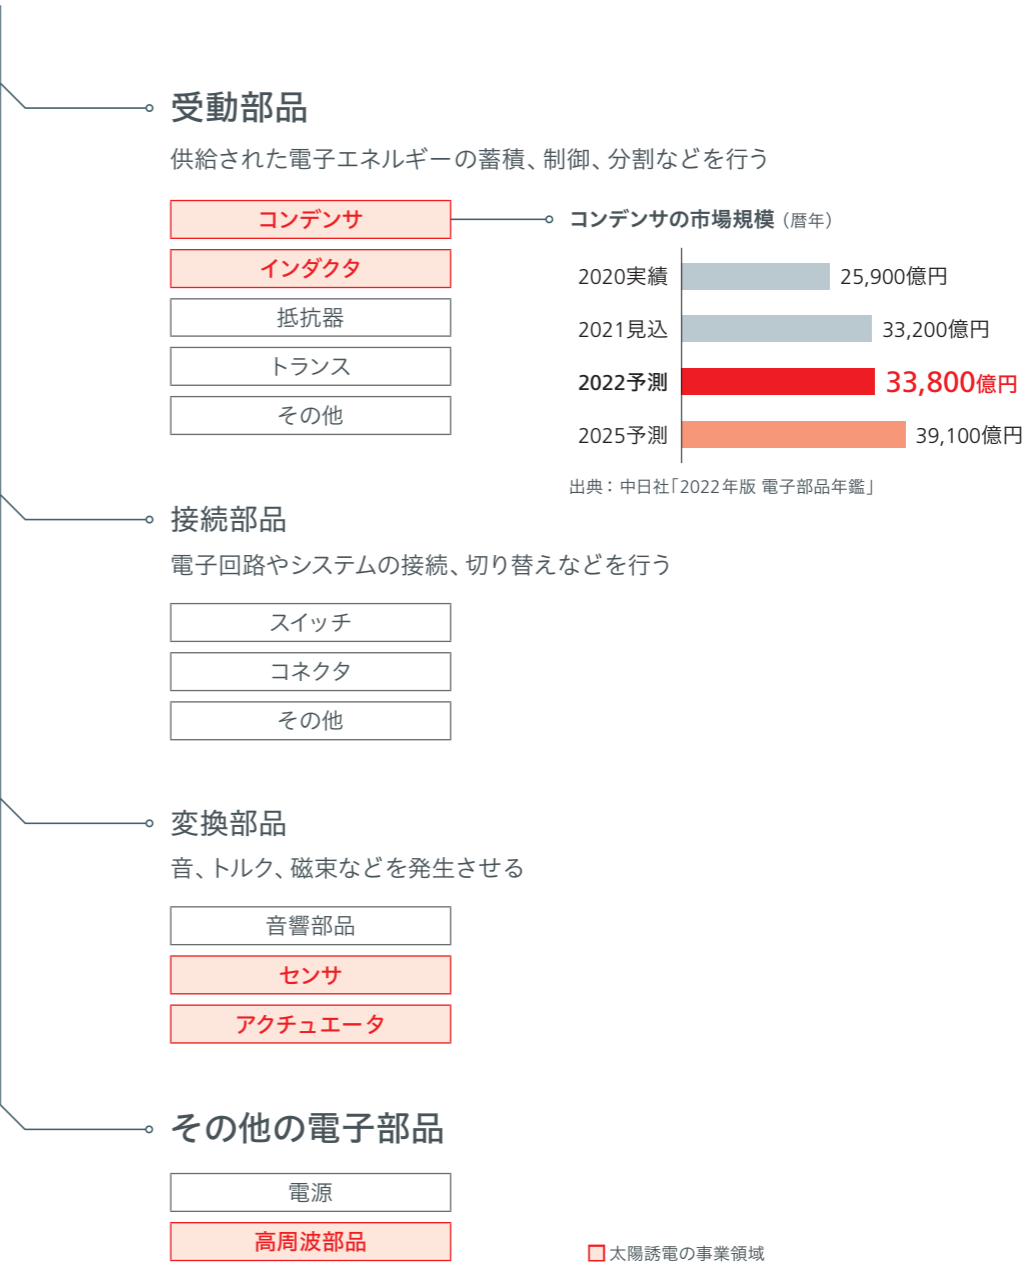 受動部品
供給された電子エネルギーの蓄積、制御、分割などを行う
コンデンサ
インダクタ
抵抗器
トランス
その他
コンデンサの市場規模（暦年）
2020実績 25,900億円
2021見込 33,200億円
2022予測 33,800億円
2025予測 39,100億円
出典：中日社「2022年版 電子部品年鑑」
接続部品
電子回路やシステムの接続、切り替えなどを行う
スイッチ
コネクタ
その他
変換部品
音、トルク、磁束などを発生させる
音響部品
センサ
アクチュエータ
その他の電子部品
電源
高周波部品
太陽誘電の事業領域